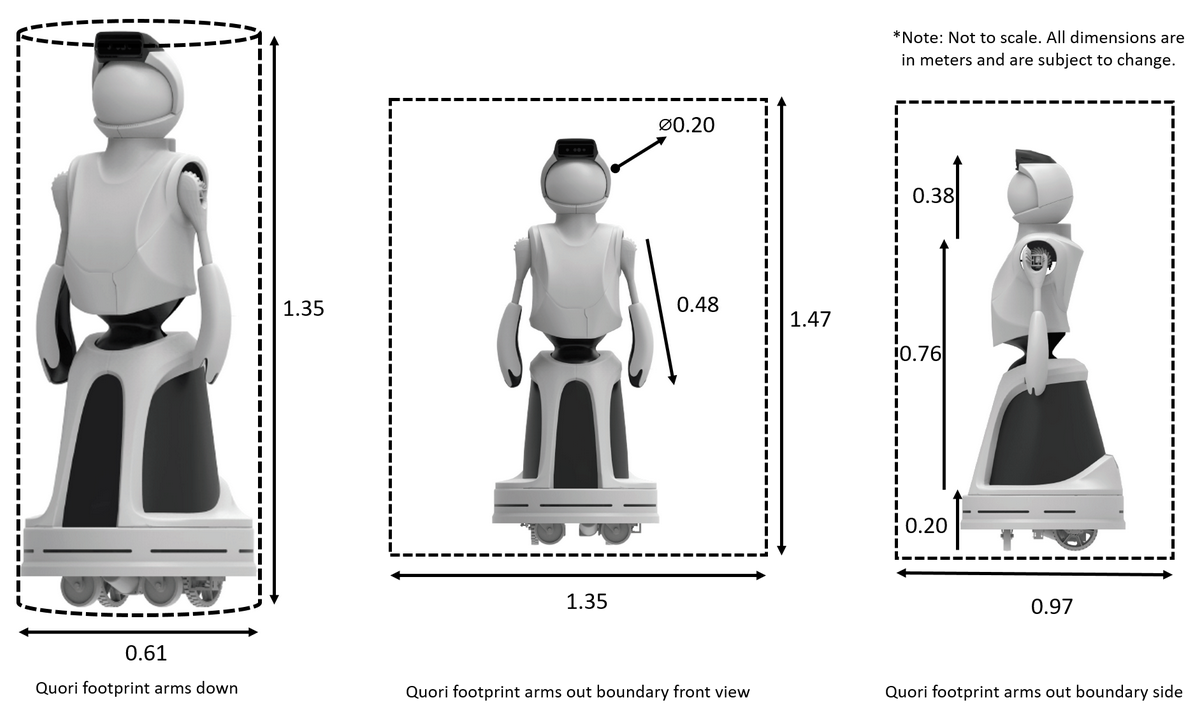 *Note: Not to scale. All dimensions are
in meters and are subject to change.
1.35
0.61
Quori footprint arms down
⌀0.20
0.48
1.47
1.35
Quori footprint arms out boundary front view
0.38
0.76
0.20
0.97
Quori footprint arms out boundary side